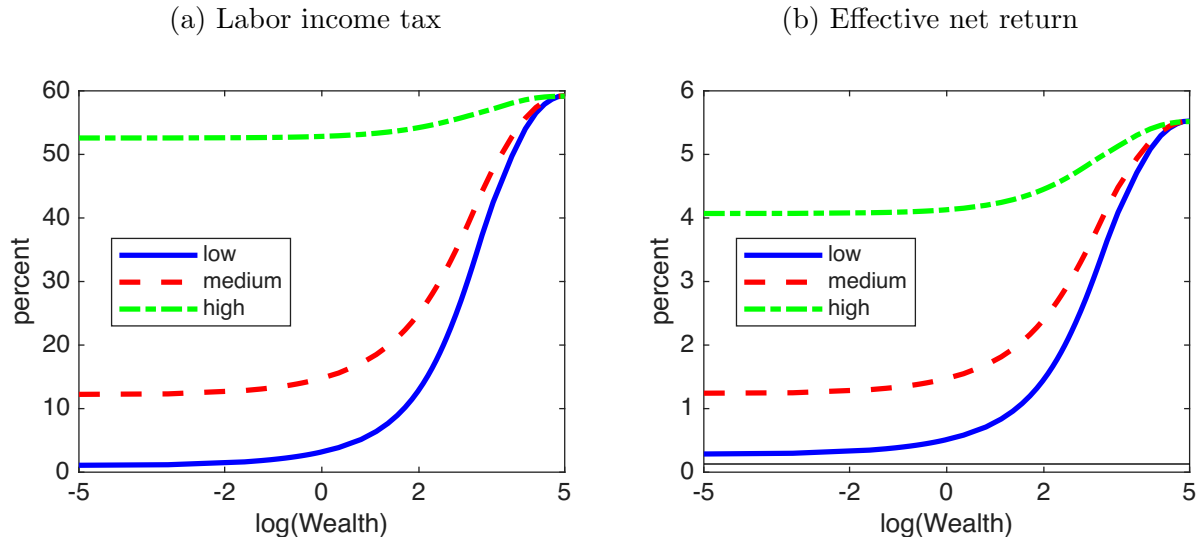 (a) Labor income tax
60
50
40
30
20
10
0
percent
low
medium
high
-5
-2
0
2
5
log(Wealth)
(b) Effective net return
6
5
4
3
2
1
0
percent
low
medium
high
-5
-2
0
2
5
log(Wealth)